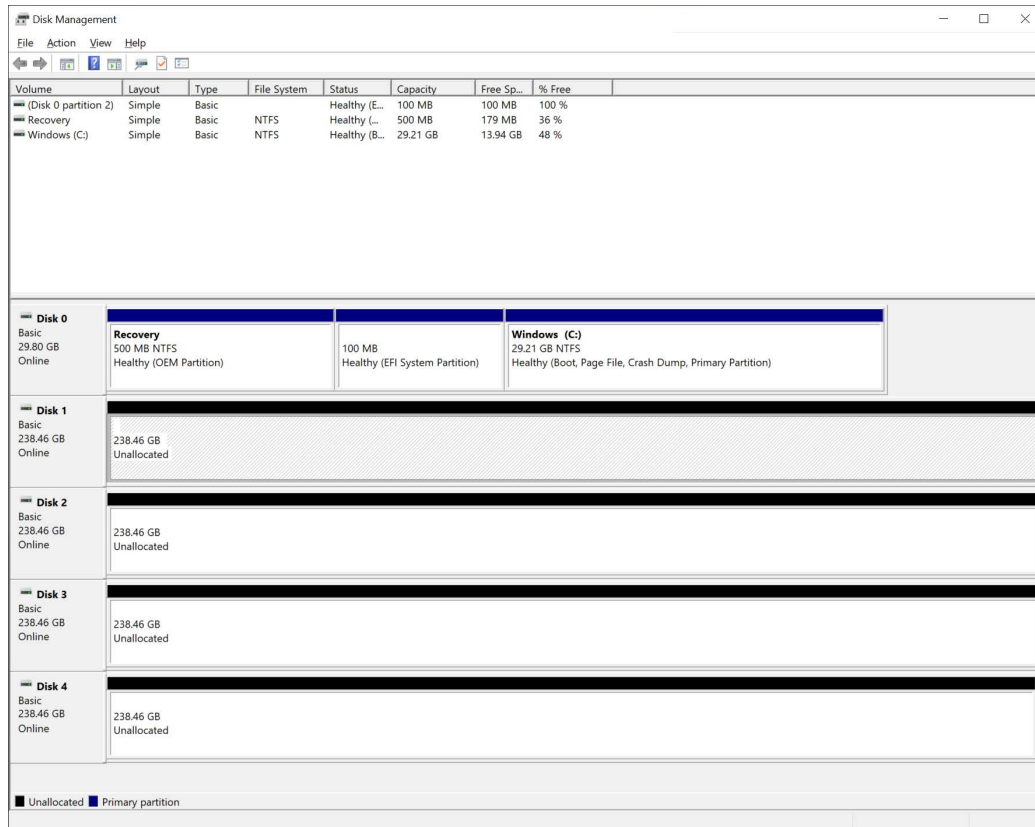 Disk Management
File Action View Help
Volume Layout Type File System Status Capacity Free Sp... % Free
(Disk 0 partition 2) Simple Basic Healthy (E... 100 MB 100 MB 100 %
Recovery Simple Basic NTFS Healthy (... 500 MB 179 MB 36 %
Windows (C:) Simple Basic NTFS Healthy (B... 29.21 GB 13.94 GB 48 %
Disk 0
Basic
29.80 GB
Online
Recovery
500 MB NTFS
Healthy (OEM Partition)
100 MB
Healthy (EFI System Partition)
Windows (C:)
29.21 GB NTFS
Healthy (Boot, Page File, Crash Dump, Primary Partition)
Disk 1
Basic
238.46 GB
Online
238.46 GB
Unallocated
Disk 2
Basic
238.46 GB
Online
238.46 GB
Unallocated
Disk 3
Basic
238.46 GB
Online
238.46 GB
Unallocated
Disk 4
Basic
238.46 GB
Online
238.46 GB
Unallocated
Unallocated Primary partition